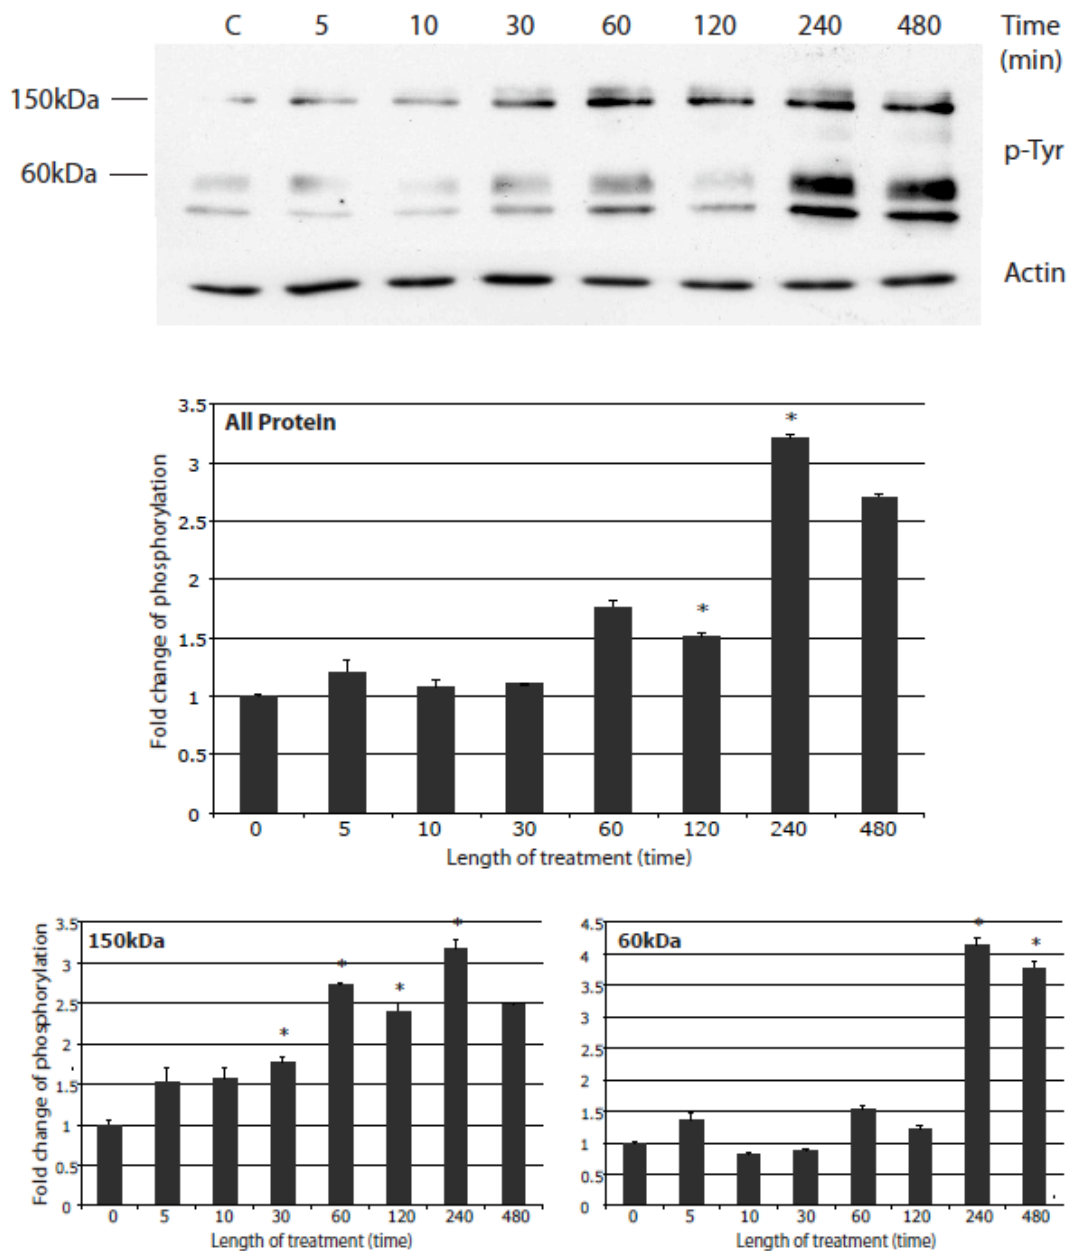 C 5 10 30 60 120 240 480 Time
(min)
150kDa
p-Tyr
60kDa
Actin
All Protein
Fold change of phosphorylation
3.5
3
2.5
2
1.5
1
0.5
0
* *
0 5 10 30 60 120 240 480
Length of treatment (time)
150kDa
Fold change of phosphorylation
3.5
3
2.5
2
1.5
1
0.5
0
* * * *
0 5 10 30 60 120 240 480
Length of treatment (time)
60kDa
4.5
4
3.5
3
2.5
2
1.5
1
0.5
0
* *
0 5 10 30 60 120 240 480
Length of treatment (time)